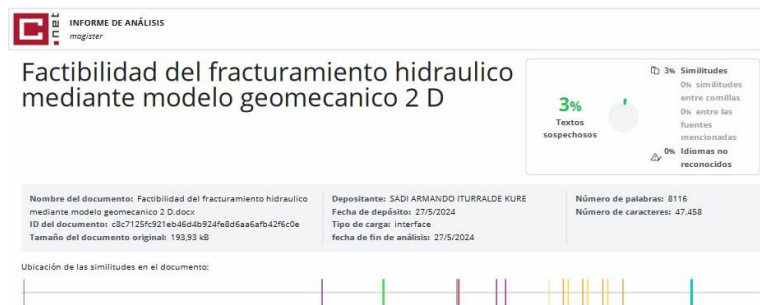 C
.net
INFORME DE ANÁLISIS
magister
Factibilidad del fracturamiento hidraulico
mediante modelo geomecanico 2 D
3%
Textos
sospechosos
3% Similitudes
0% similitudes
entre comillas
0% entre las
fuentes
mencionadas
0% Idiomas no
reconocidos
Nombre del documento: Factibilidad del fracturamiento hidraulico
mediante modelo geomecanico 2 D.docx
ID del documento: c8c7125fc921eb46d4b924fe8d6aa6afb42f6c0e
Tamaño del documento original: 193,93 kB
Depositante: SADI ARMANDO ITURRALDE KURE
Fecha de depósito: 27/5/2024
Tipo de carga: interface
fecha de fin de análisis: 27/5/2024
Número de palabras: 8116
Número de caracteres: 47.458
Ubicación de las similitudes en el documento: